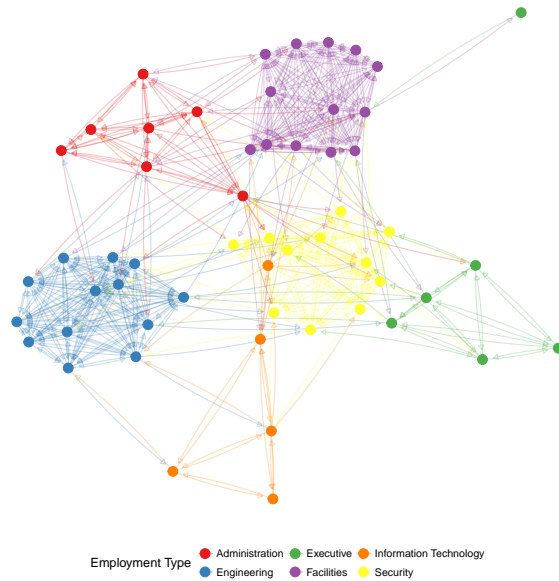 Employment Type
Administration Executive Information Technology
Engineering Facilities Security